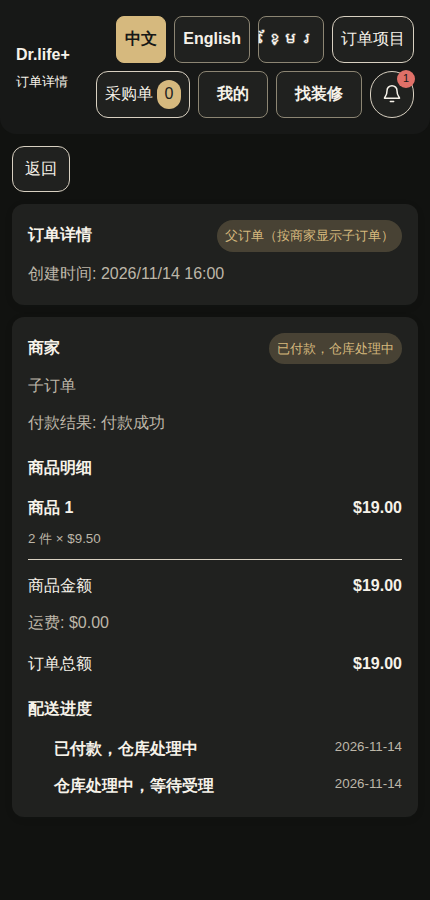 Dr.life+
订单详情
中文 English ខ្មែរ 订单项目
采购单 0 我的 找装修 1
返回
订单详情 父订单（按商家显示子订单）
创建时间: 2026/11/14 16:00
商家 已付款，仓库处理中
子订单
付款结果: 付款成功
商品明细
商品 1 $19.00
2 件 × $9.50
商品金额 $19.00
运费: $0.00
订单总额 $19.00
配送进度
已付款，仓库处理中 2026-11-14
仓库处理中，等待受理 2026-11-14